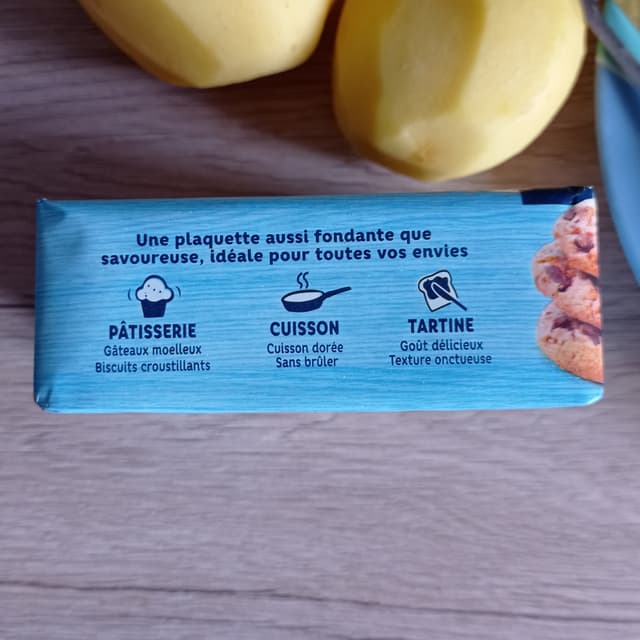 Une plaquette aussi fondante que
savoureuse, idéale pour toutes vos envies
PÂTISSERIE
Gâteaux moelleux
Biscuits croustillants
CUISSON
Cuisson dorée
Sans brûler
TARTINE
Goût délicieux
Texture onctueuse